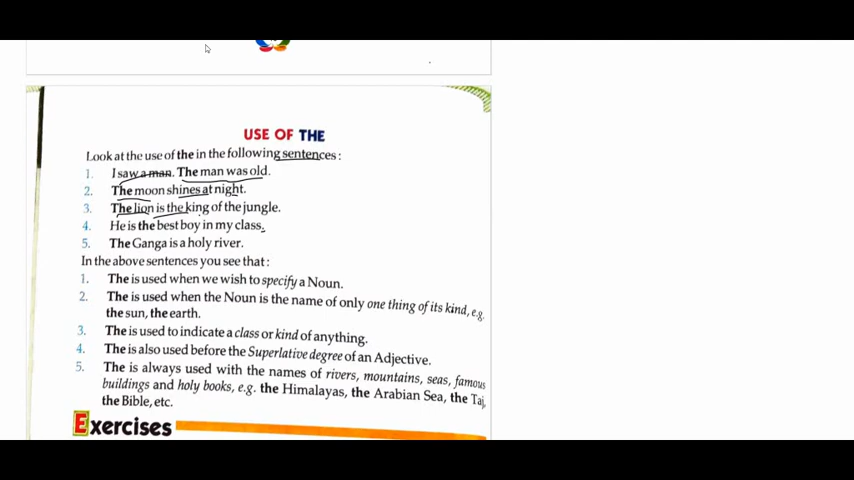 USE OF THE
Look at the use of the in the following sentences :
1. I saw a man. The man was old.
2. The moon shines at night.
3. The lion is the king of the jungle.
4. He is the best boy in my class.
5. The Ganga is a holy river.
In the above sentences you see that :
1. The is used when we wish to specify a Noun.
2. The is used when the Noun is the name of only one thing of its kind, e.g.
the sun, the earth.
3. The is used to indicate a class or kind of anything.
4. The is also used before the Superlative degree of an Adjective.
5. The is always used with the names of rivers, mountains, seas, famous
buildings and holy books, e.g. the Himalayas, the Arabian Sea, the Taj,
the Bible, etc.
Exercises